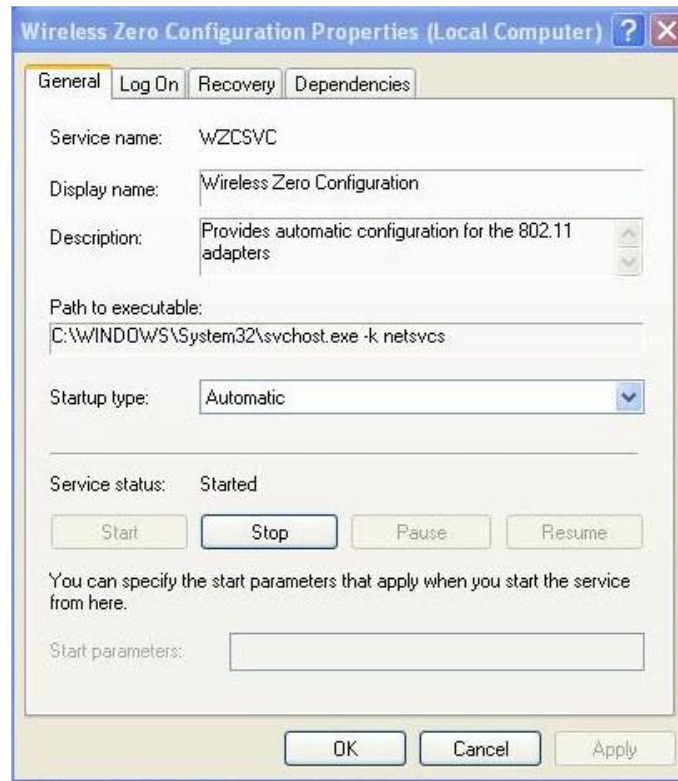 Wireless Zero Configuration Properties (Local Computer) ?
General Log On Recovery Dependencies
Service name: WZCSVC
Display name: Wireless Zero Configuration
Description: Provides automatic configuration for the 802.11
adapters
Path to executable:
C:\WINDOWS\System32\svchost.exe -k netsvcs
Startup type: Automatic
Service status: Started
Start Stop Pause Resume
You can specify the start parameters that apply when you start the service
from here.
Start parameters:
OK Cancel Apply